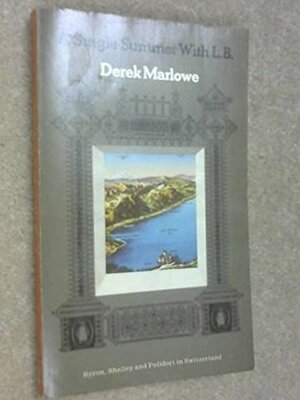 A Single Summer With L.B.
Derek Marlowe
Byron, Shelley and Polidori in Switzerland